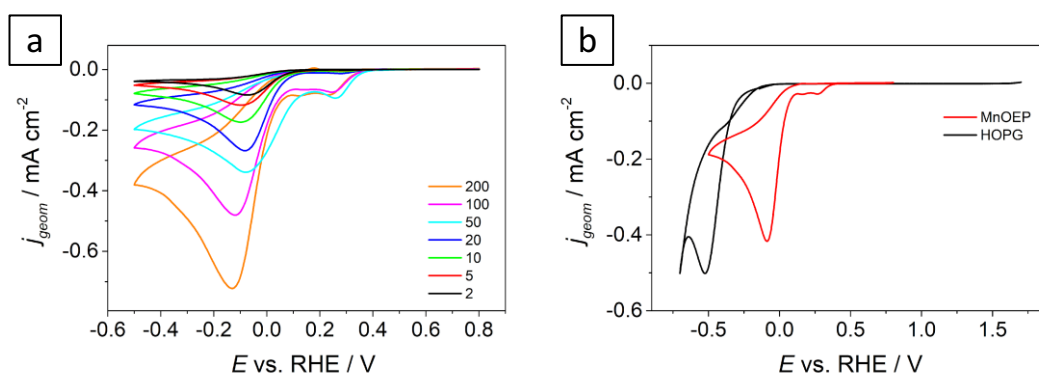 a
0.0
-0.2
-0.4
-0.6
j_geom / mA cm⁻²
200
100
50
20
10
5
2
-0.6 -0.4 -0.2 0.0 0.2 0.4 0.6 0.8
E vs. RHE / V
b
0.0
-0.2
-0.4
-0.6
j_geom / mA cm⁻²
MnOEP
HOPG
-0.5 0.0 0.5 1.0 1.5
E vs. RHE / V